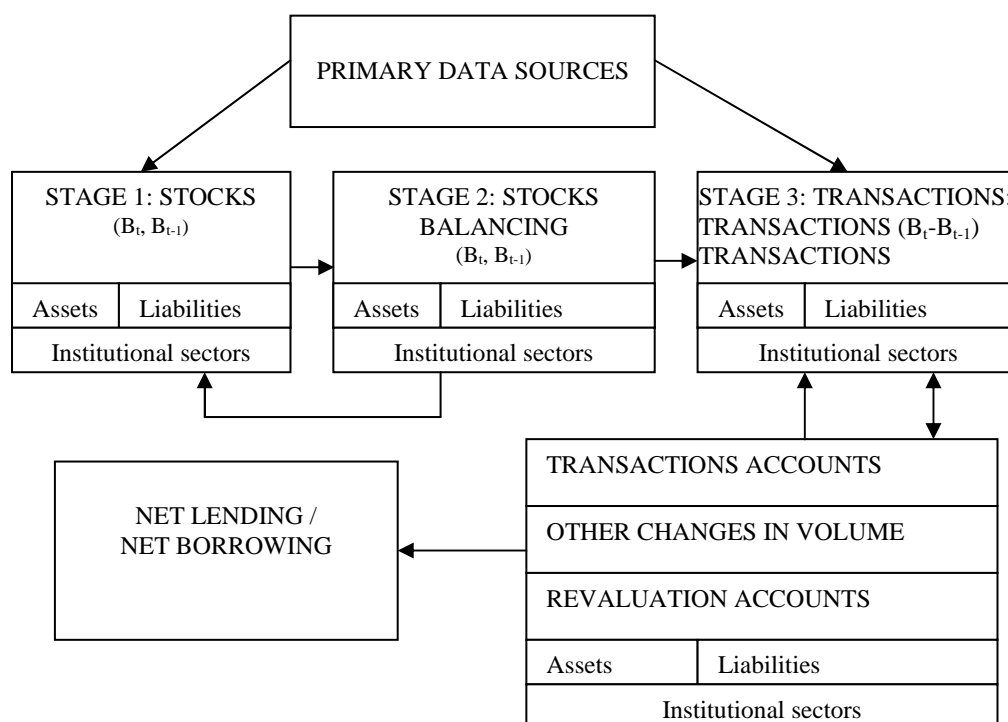 PRIMARY DATA SOURCES
STAGE 1: STOCKS
(Bt, Bt-1)
Assets
Liabilities
Institutional sectors
STAGE 2: STOCKS
BALANCING
(Bt, Bt-1)
Assets
Liabilities
Institutional sectors
STAGE 3: TRANSACTIONS:
TRANSACTIONS (Bt-Bt-1)
TRANSACTIONS
Assets
Liabilities
Institutional sectors
NET LENDING /
NET BORROWING
TRANSACTIONS ACCOUNTS
OTHER CHANGES IN VOLUME
REVALUATION ACCOUNTS
Assets
Liabilities
Institutional sectors